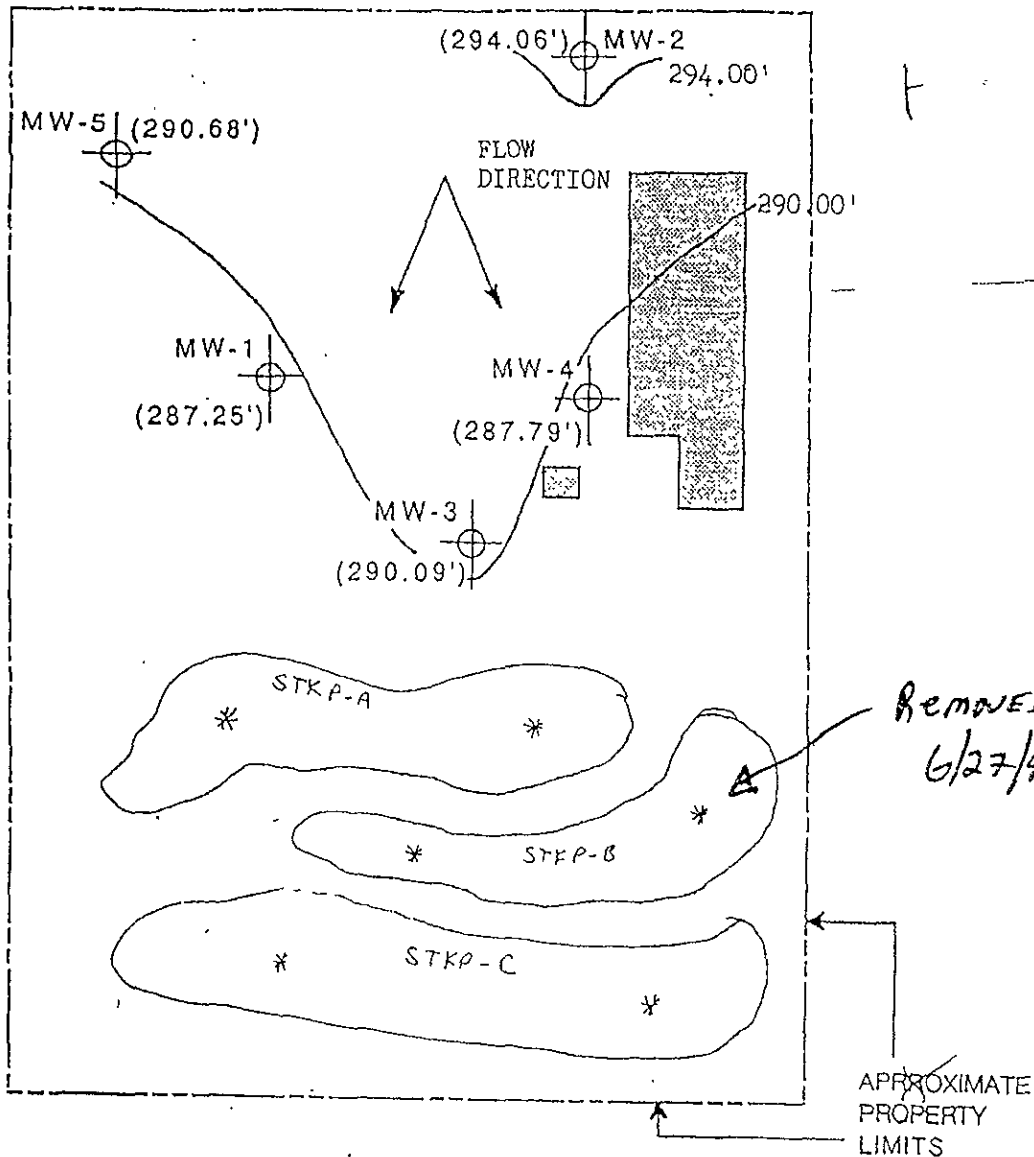 (294.06') MW-2
294.00'
MW-5 (290.68')
FLOW
DIRECTION
290.00'
MW-1
(287.25')
MW-4
(287.79')
MW-3
(290.09')
STKP-A
STKP-B
STKP-C
APPROXIMATE
PROPERTY
LIMITS